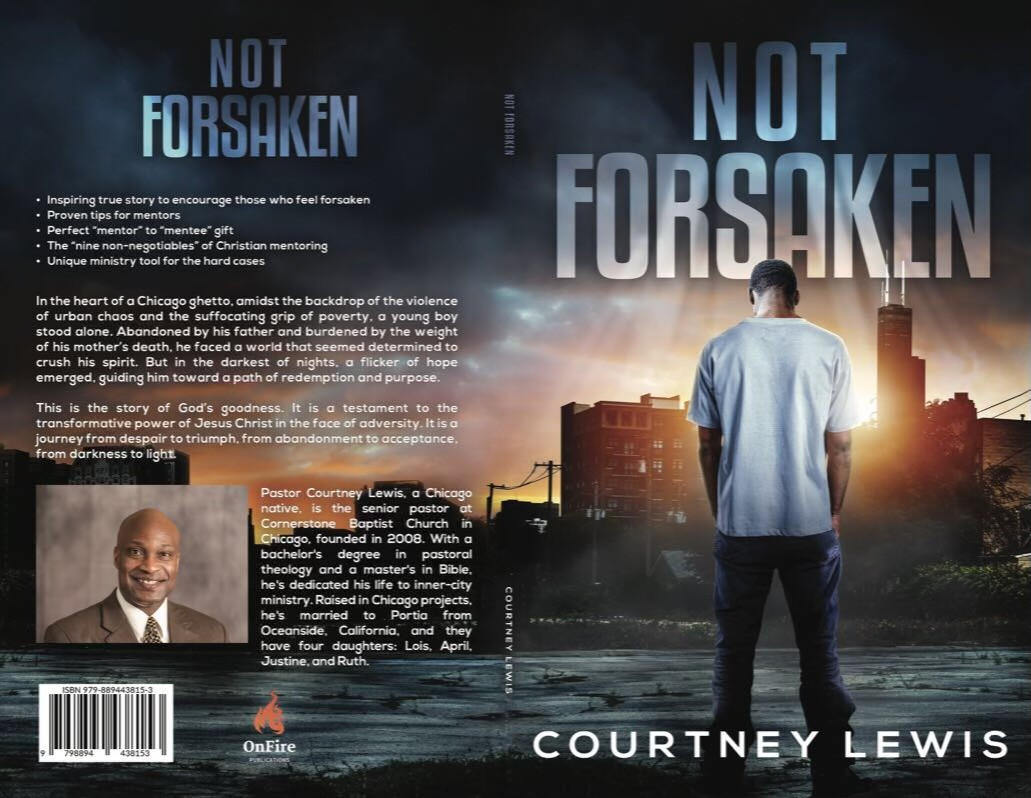 NOT
FORSAKEN
• Inspiring true story to encourage those who feel forsaken
• Proven tips for mentors
• Perfect “mentor” to “mentee” gift
• The “nine non-negotiables” of Christian mentoring
• Unique ministry tool for the hard cases
In the heart of a Chicago ghetto, amidst the backdrop of the violence
of urban chaos and the suffocating grip of poverty, a young boy
stood alone. Abandoned by his father and burdened by the weight
of his mother's death, he faced a world that seemed determined to
crush his spirit. But in the darkest of nights, a flicker of hope
emerged, guiding him toward a path of redemption and purpose.
This is the story of God's goodness. It is a testament to the
transformative power of Jesus Christ in the face of adversity. It is a
journey from despair to triumph, from abandonment to acceptance,
from darkness to light.
Pastor Courtney Lewis, a Chicago
native, is the senior pastor at
Cornerstone Baptist Church in
Chicago, founded in 2008. With a
bachelor's degree in pastoral
theology and a master's in Bible,
he's dedicated his life to inner-city
ministry. Raised in Chicago projects,
he's married to Portia from
Oceanside, California, and they
have four daughters: Lois, April,
Justine, and Ruth.
ISBN 979-889443815-3
9 798894 438153
OnFire
PUBLICATIONS
NOT FORSAKEN
COURTNEY LEWIS
NOT
FORSAKEN
COURTNEY LEWIS